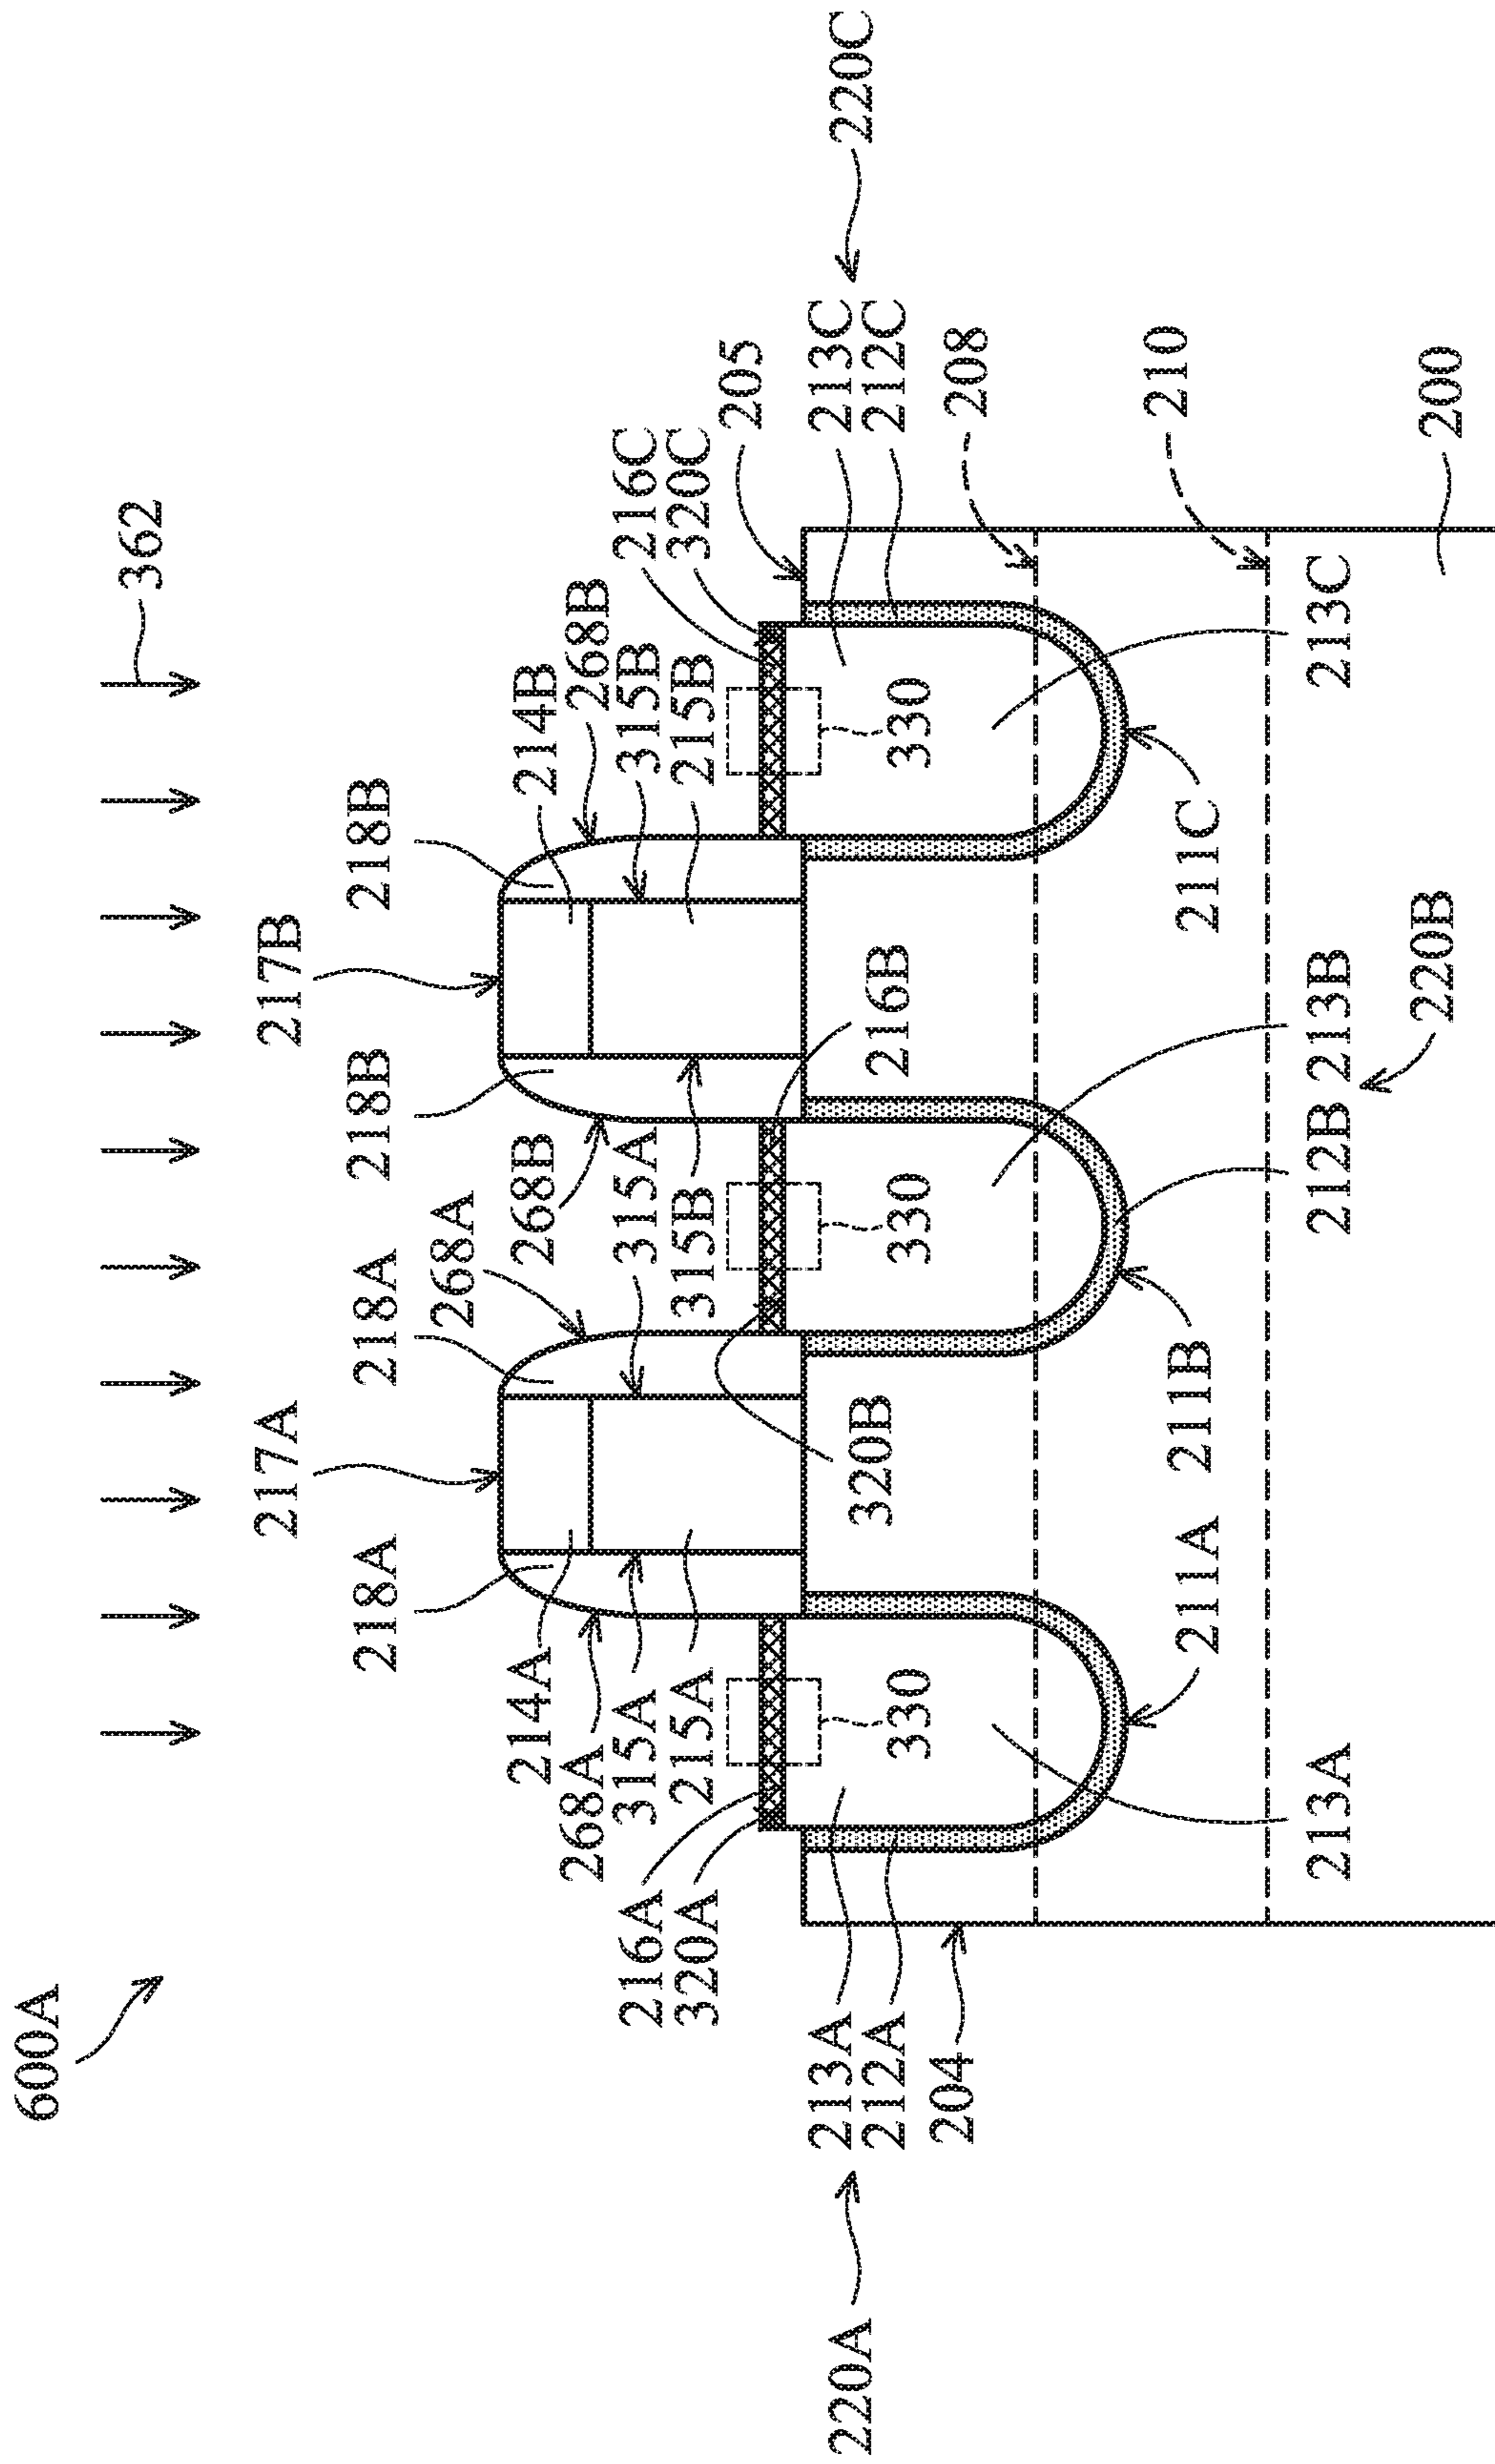 600A
362
217A 217B
218A 218A 218B 218B
268A
214A 268B 214B
268A 268B
216A 315A 315A 315B 216C
320A 215A 315B 215B 320C
205
220A 213A 213C 220C
212A 320B 216B 212C
330 330 330
204 208
210
211A 211B 211C
213A 212B 213B 213C
220B 200